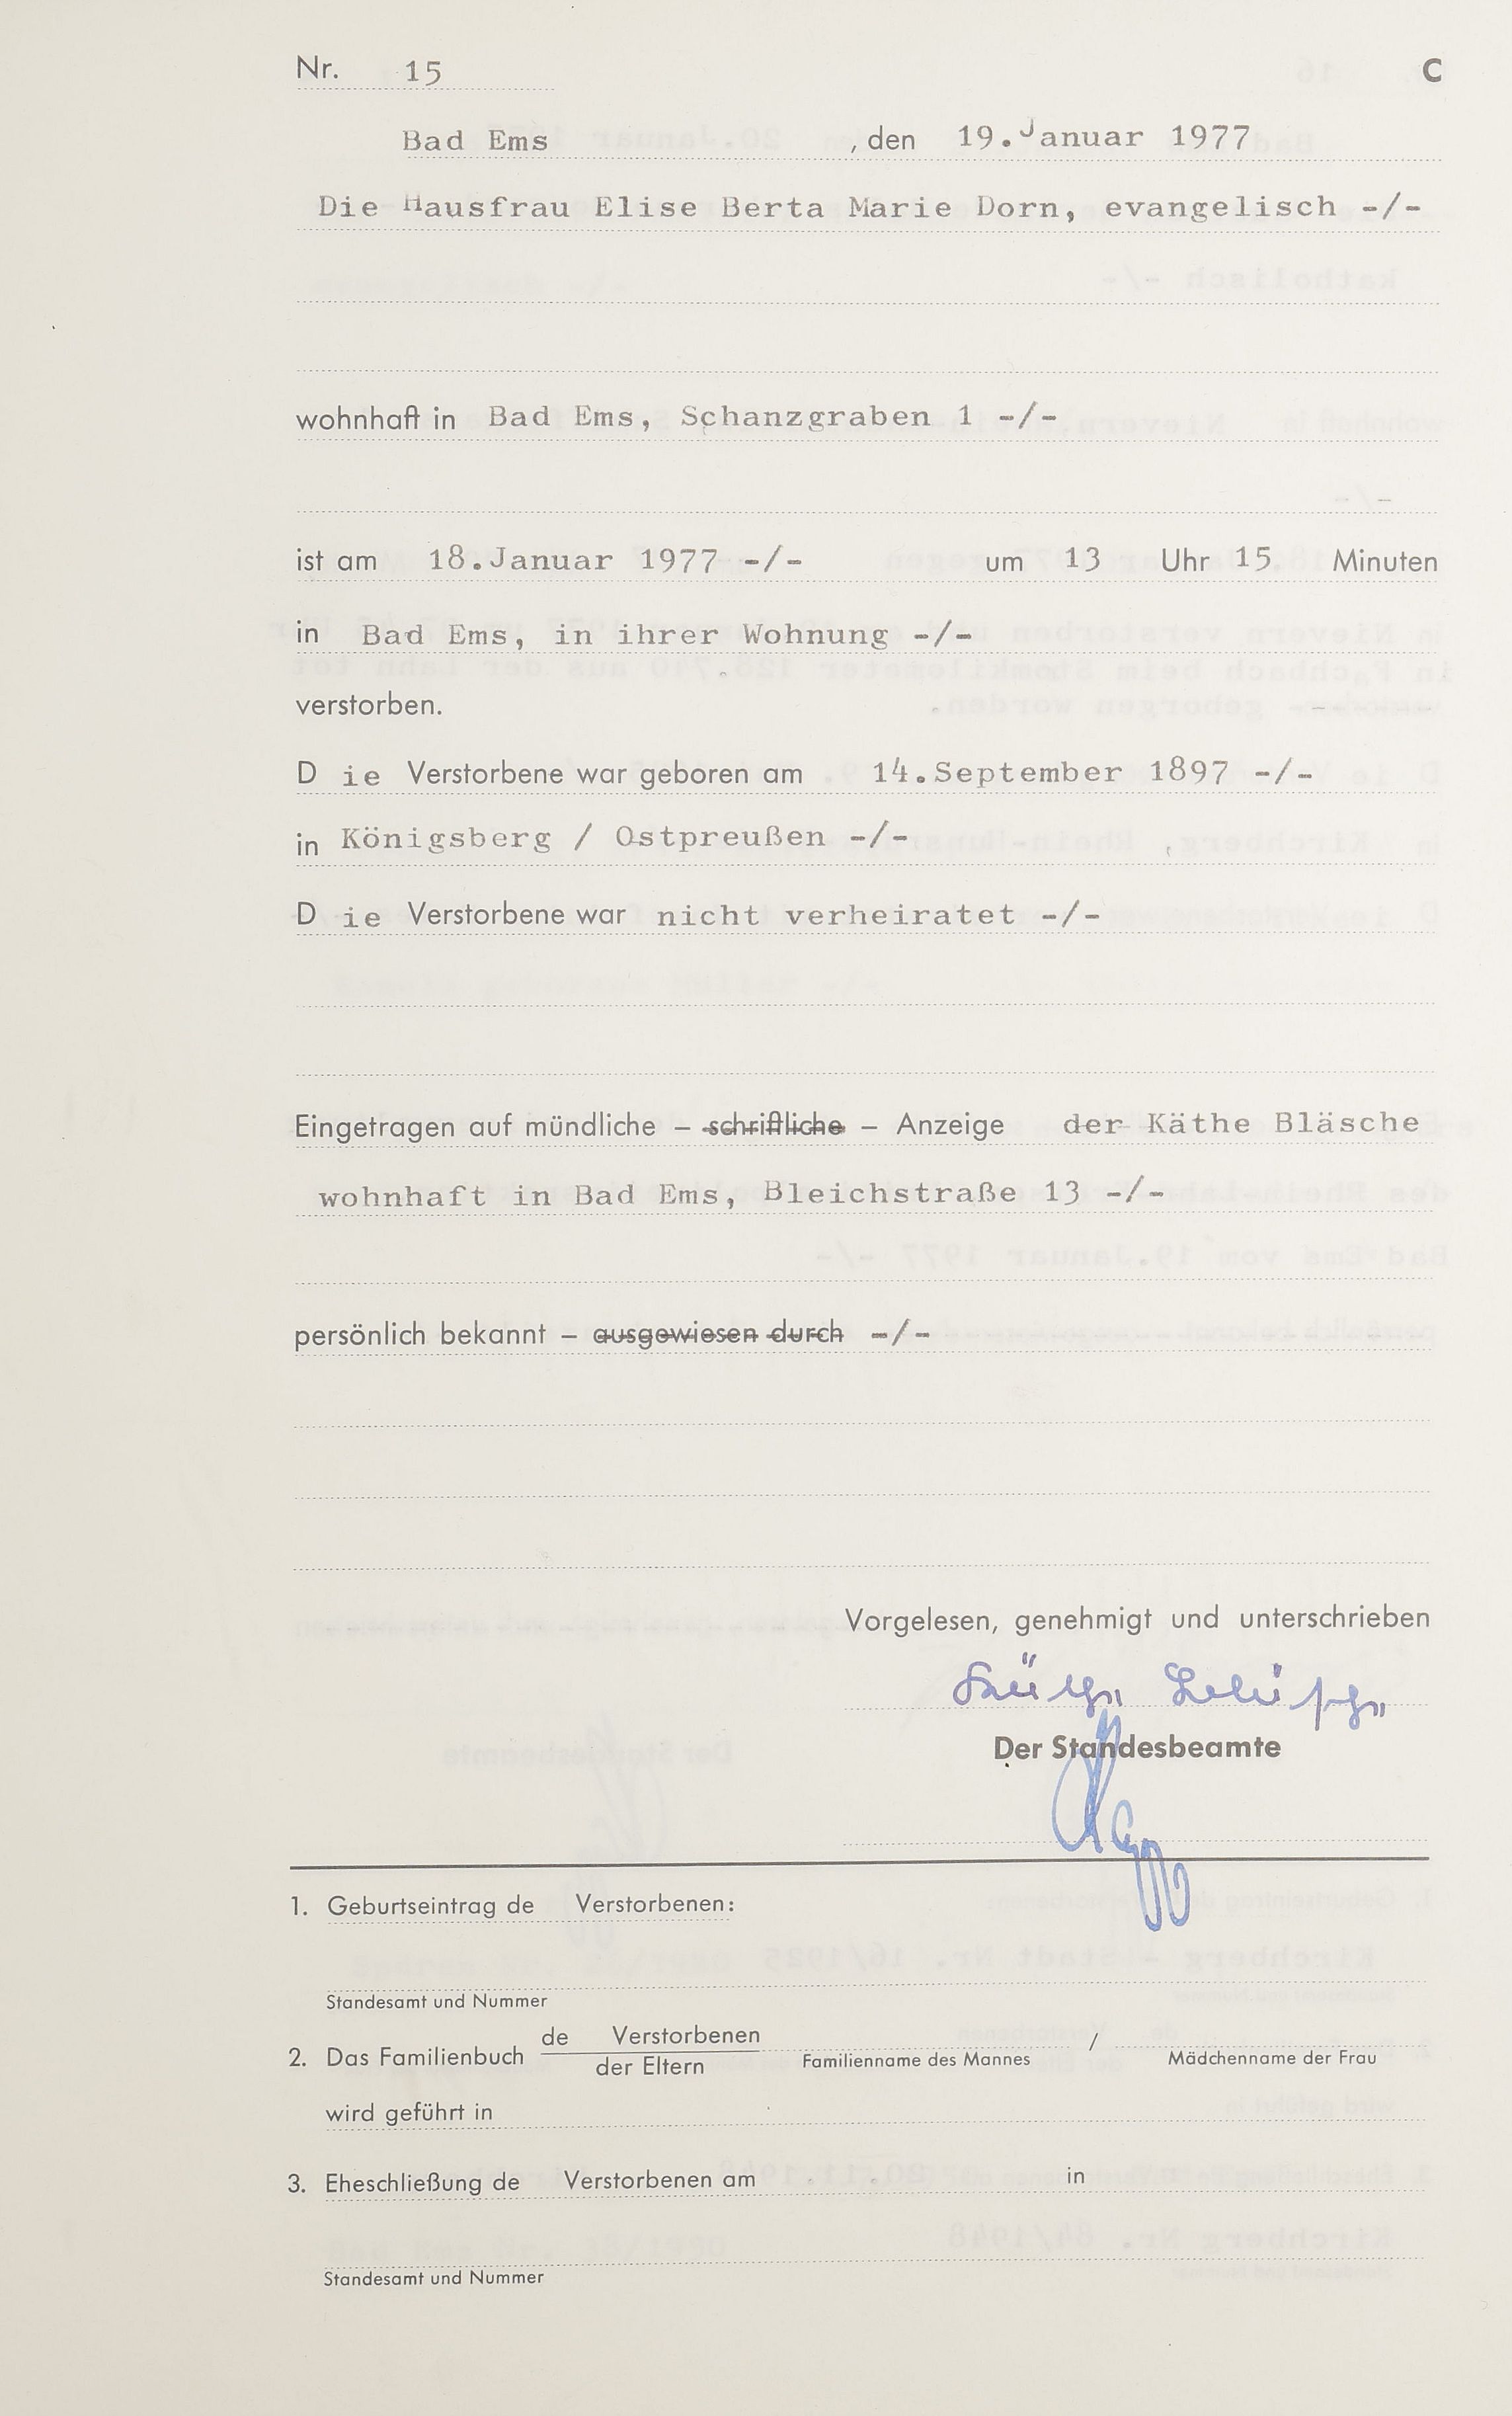 Nr. 15 C
Bad Ems , den 19.Januar 1977
Die Hausfrau Elise Berta Marie Dorn, evangelisch -/-
wohnhaft in Bad Ems, Schanzgraben 1 -/-
ist am 18.Januar 1977 -/- um 13 Uhr 15 Minuten
in Bad Ems, in ihrer Wohnung -/-
verstorben.
D ie Verstorbene war geboren am 14.September 1897 -/-
in Königsberg / Ostpreußen -/-
D ie Verstorbene war nicht verheiratet -/-
Eingetragen auf mündliche – schriftliche – Anzeige der Käthe Bläsche
wohnhaft in Bad Ems, Bleichstraße 13 -/-
persönlich bekannt – ausgewiesen durch -/-
Vorgelesen, genehmigt und unterschrieben
Käthe Bläsche
Der Standesbeamte
1. Geburtseintrag de Verstorbenen:
Standesamt und Nummer
2. Das Familienbuch de Verstorbenen / der Eltern Familienname des Mannes / Mädchenname der Frau
wird geführt in
3. Eheschließung de Verstorbenen am in
Standesamt und Nummer